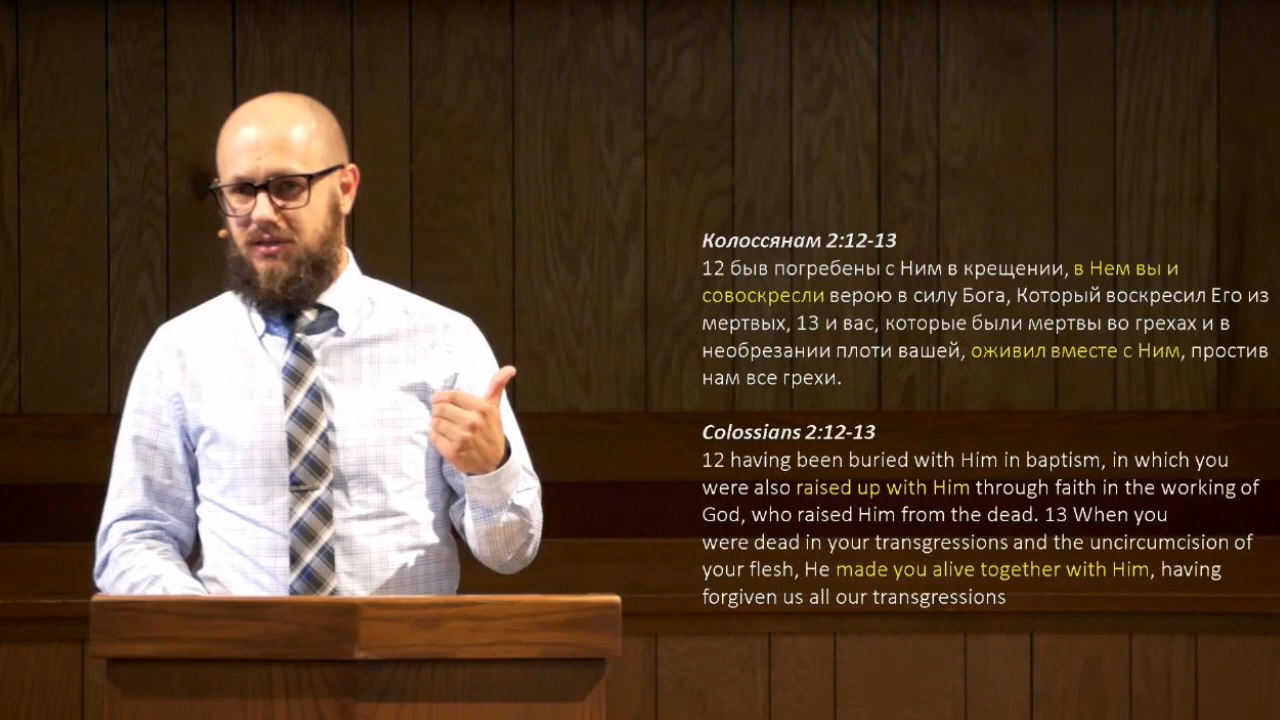 Колоссянам 2:12-13
12 быв погребены с Ним в крещении, в Нем вы и
совоскресли верою в силу Бога, Который воскресил Его из
мертвых, 13 и вас, которые были мертвы во грехах и в
необрезании плоти вашей, оживил вместе с Ним, простив
нам все грехи.
Colossians 2:12-13
12 having been buried with Him in baptism, in which you
were also raised up with Him through faith in the working of
God, who raised Him from the dead. 13 When you
were dead in your transgressions and the uncircumcision of
your flesh, He made you alive together with Him, having
forgiven us all our transgressions